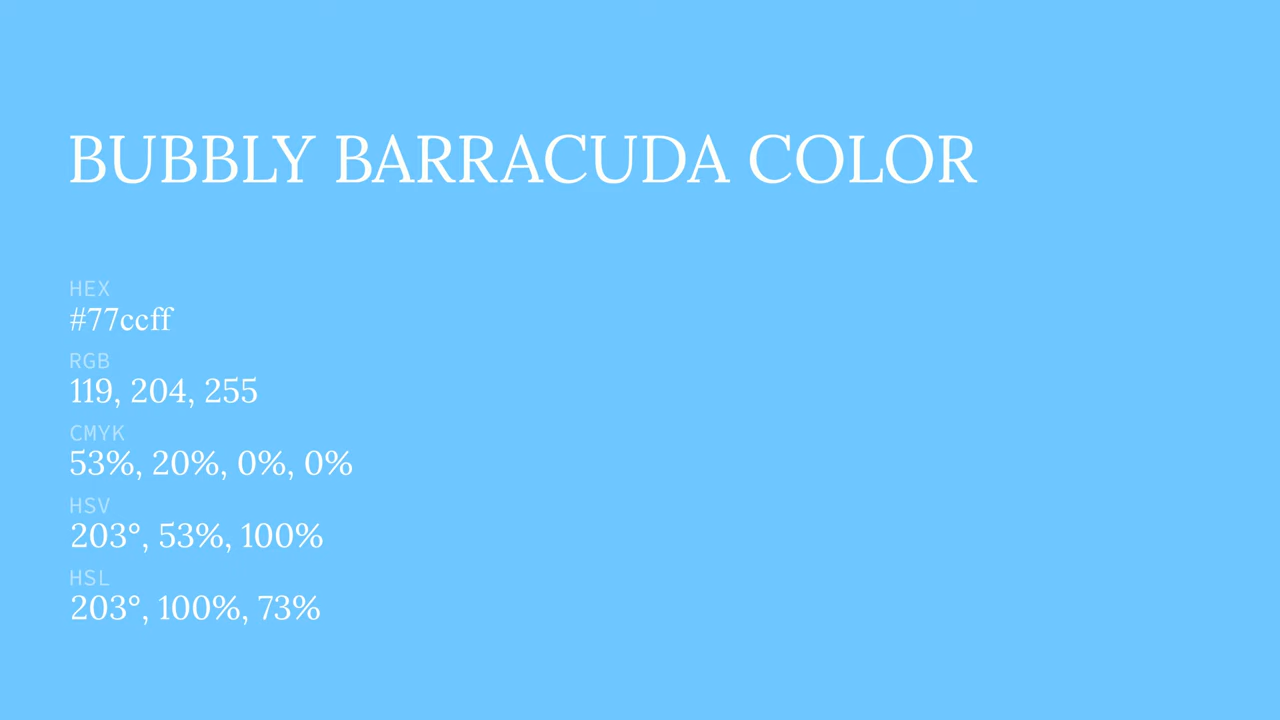 BUBBLY BARRACUDA COLOR
HEX
#77ccff
RGB
119, 204, 255
CMYK
53%, 20%, 0%, 0%
HSV
203°, 53%, 100%
HSL
203°, 100%, 73%